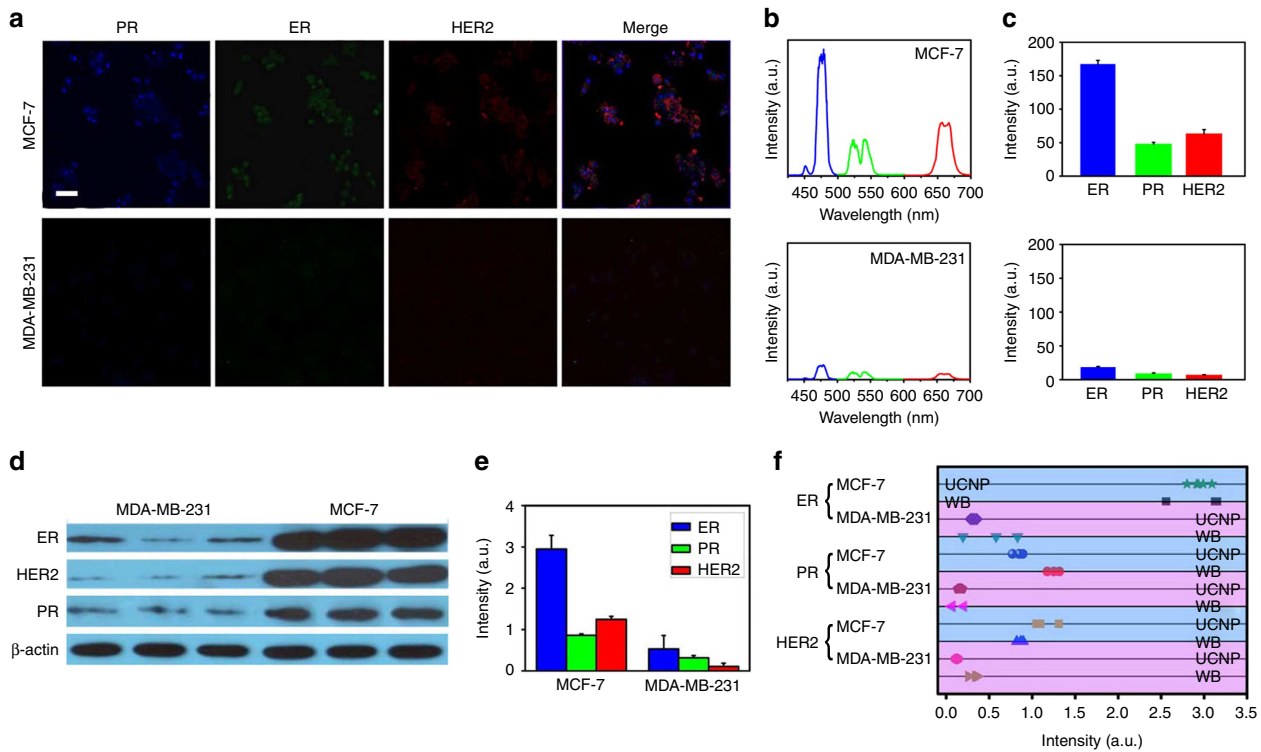 a
PR ER HER2 Merge
MCF-7
MDA-MB-231
b
MCF-7
Intensity (a.u.)
450 500 550 600 650 700
Wavelength (nm)
MDA-MB-231
Intensity (a.u.)
450 500 550 600 650 700
Wavelength (nm)
c
200
150
100
50
0
Intensity (a.u.)
ER PR HER2
200
150
100
50
0
Intensity (a.u.)
ER PR HER2
d
MDA-MB-231 MCF-7
ER
HER2
PR
β-actin
e
4
3
2
1
0
Intensity (a.u.)
ER
PR
HER2
MCF-7 MDA-MB-231
f
ER
MCF-7
UCNP
WB
MDA-MB-231
UCNP
WB
PR
MCF-7
UCNP
WB
MDA-MB-231
UCNP
WB
HER2
MCF-7
UCNP
WB
MDA-MB-231
UCNP
WB
0.0 0.5 1.0 1.5 2.0 2.5 3.0 3.5
Intensity (a.u.)